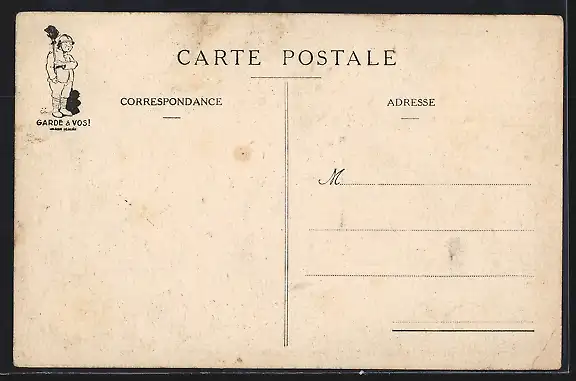 CARTE POSTALE
GARDE à VOS!
CORRESPONDANCE
ADRESSE
M